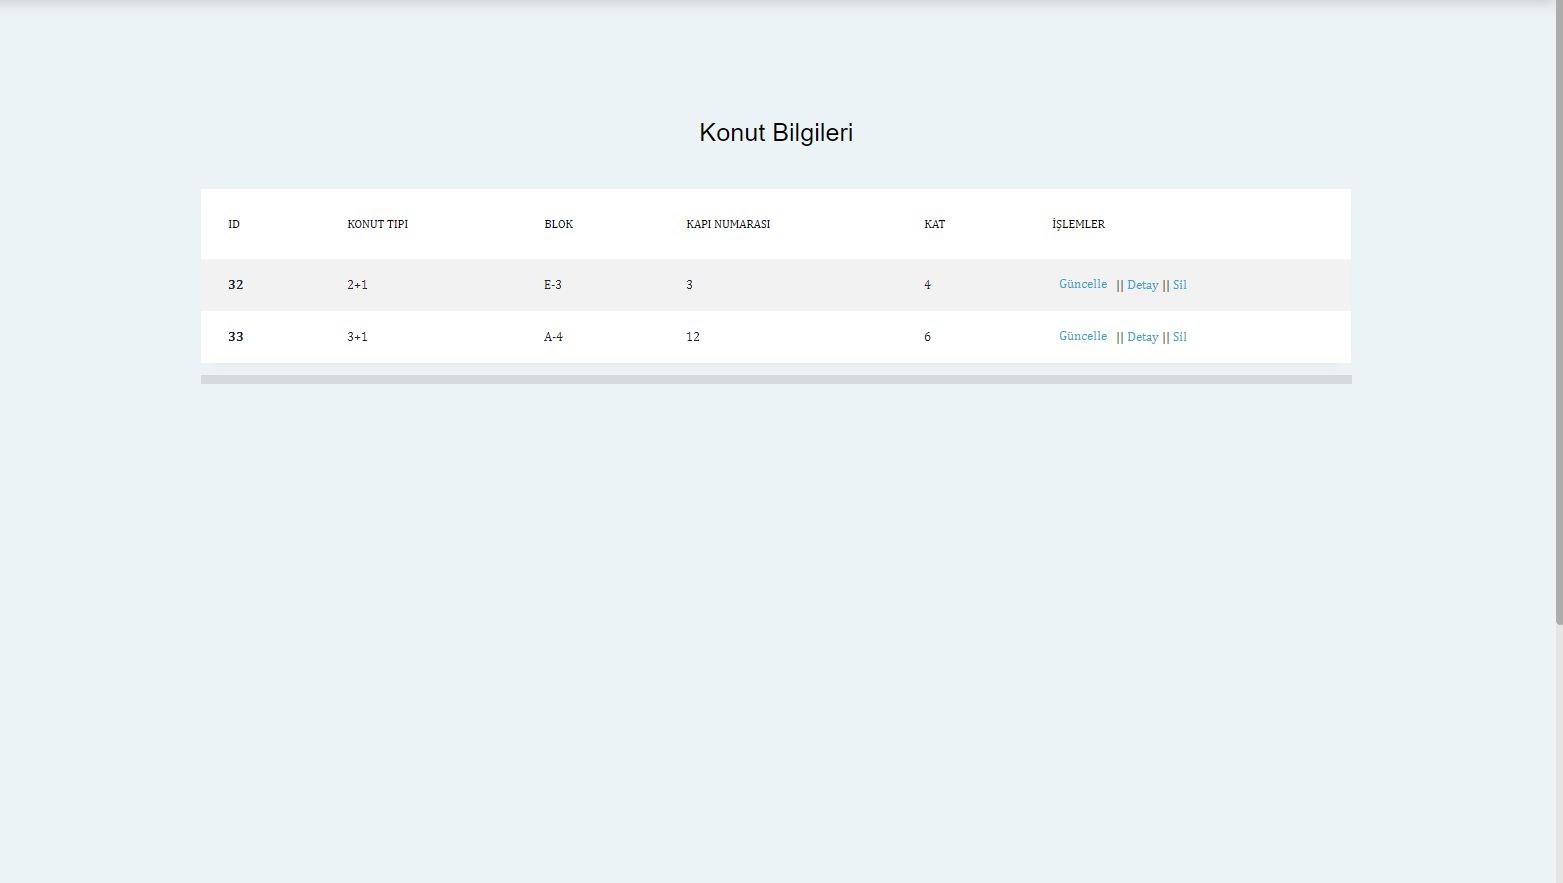 Konut Bilgileri
ID KONUT TIPI BLOK KAPI NUMARASI KAT İŞLEMLER
32 2+1 E-3 3 4 Güncelle || Detay || Sil
33 3+1 A-4 12 6 Güncelle || Detay || Sil